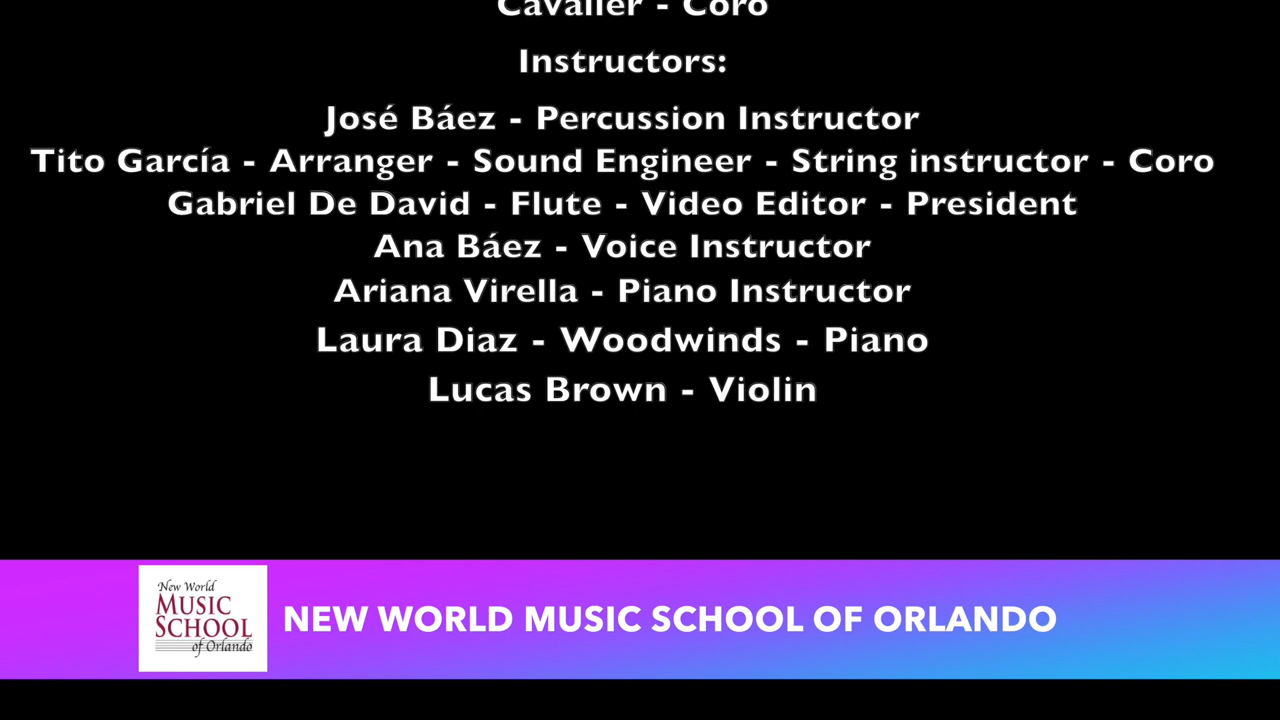 Cavalier - Coro
Instructors:
José Báez - Percussion Instructor
Tito García - Arranger - Sound Engineer - String instructor - Coro
Gabriel De David - Flute - Video Editor - President
Ana Báez - Voice Instructor
Ariana Virella - Piano Instructor
Laura Diaz - Woodwinds - Piano
Lucas Brown - Violin
New World
MUSIC
SCHOOL
of Orlando
NEW WORLD MUSIC SCHOOL OF ORLANDO